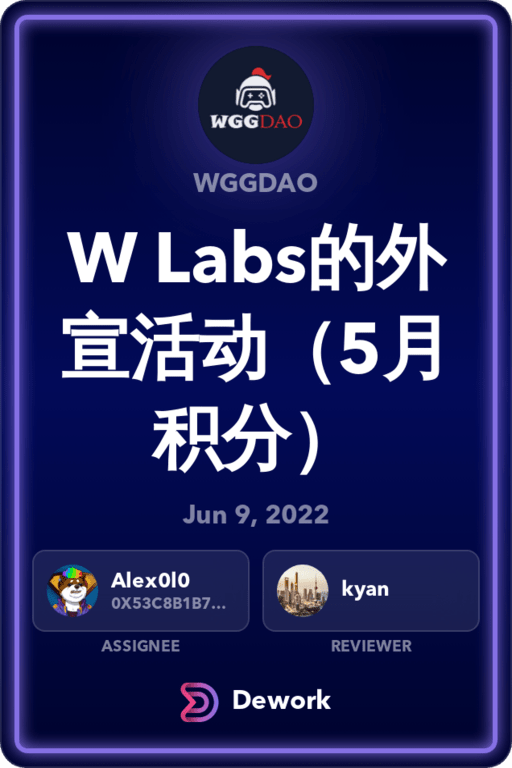 WGGDAO
WGGDAO
W Labs的外
宣活动（5月
积分）
Jun 9, 2022
Alex0l0
0X53C8B1B7...
kyan
ASSIGNEE
REVIEWER
Dework